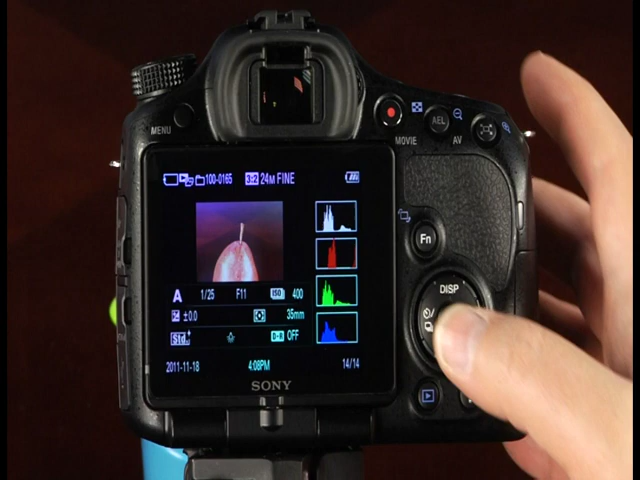 MENU
MOVIE
AEL
AV
100-0165 3:2 24M FINE
Fn
DISP
A 1/25 F11 ISO 400
±0.0 35mm
Std. D-R OFF
2011-11-18 4:08PM 14/14
SONY